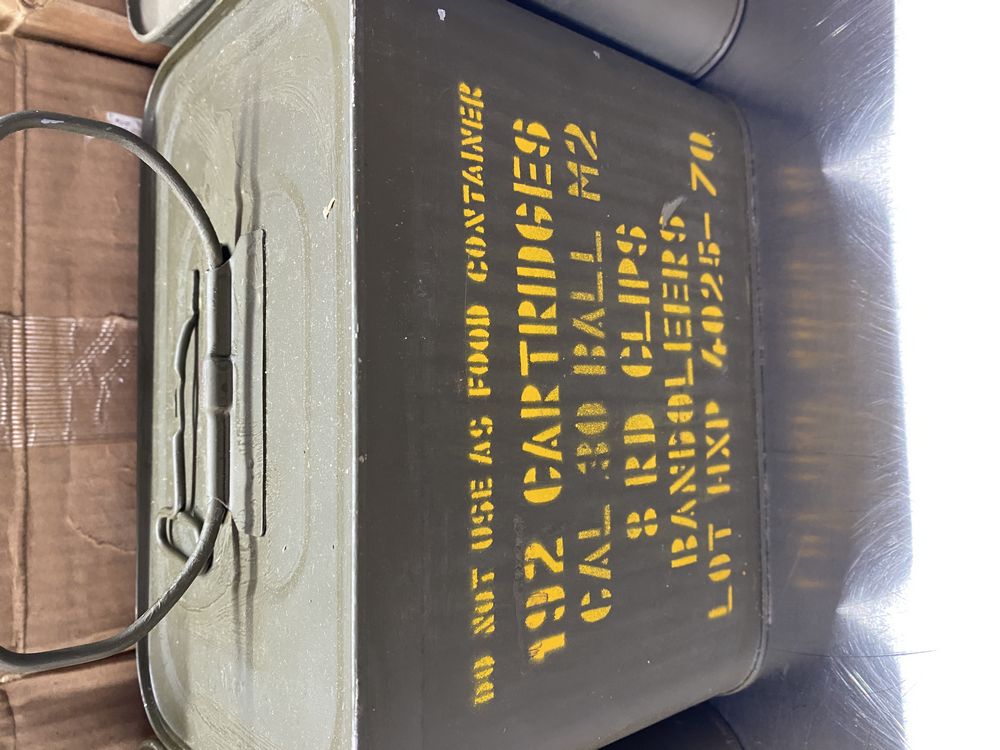 DO NOT USE AS FOOD CONTAINER
192 CARTRIDGES
CAL 30 BALL M2
8 RD CLIPS
BANDOLEERS
LOT HXP 4025-70